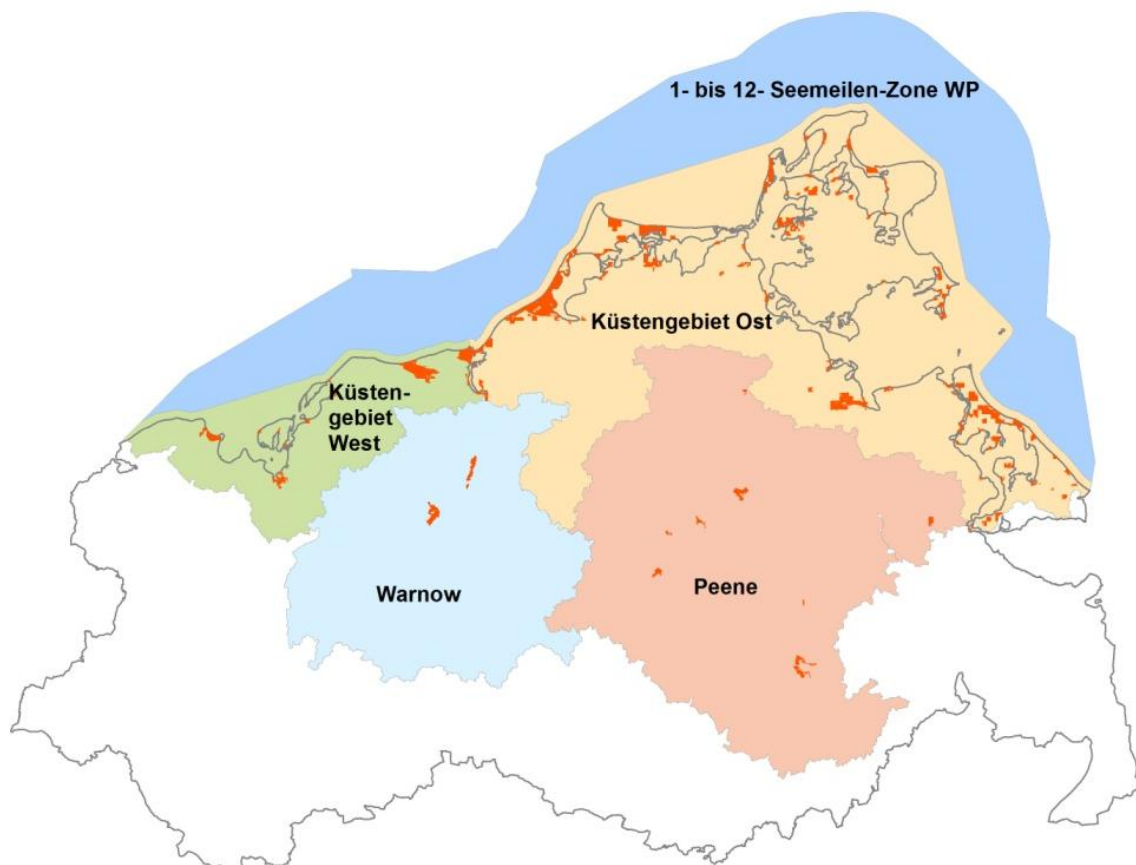 1- bis 12- Seemeilen-Zone WP
Küstengebiet Ost
Küsten-
gebiet
West
Warnow
Peene